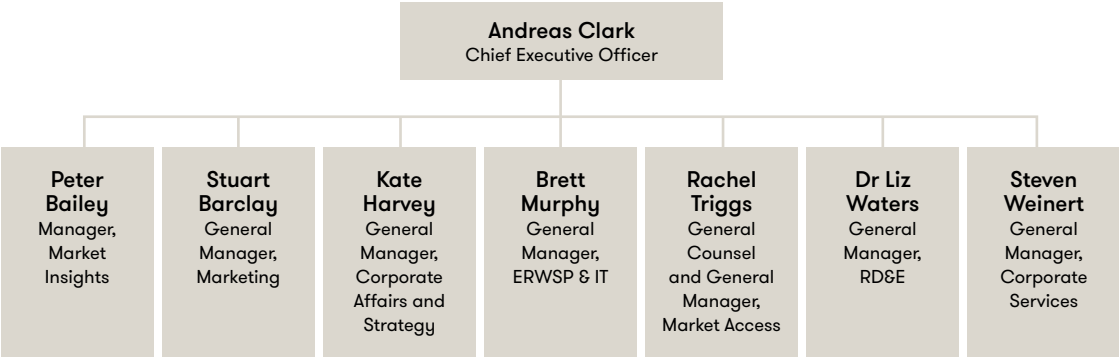 Andreas Clark
Chief Executive Officer
Peter
Bailey
Manager,
Market
Insights
Stuart
Barclay
General
Manager,
Marketing
Kate
Harvey
General
Manager,
Corporate
Affairs and
Strategy
Brett
Murphy
General
Manager,
ERWSP & IT
Rachel
Triggs
General
Counsel
and General
Manager,
Market Access
Dr Liz
Waters
General
Manager,
RD&E
Steven
Weinert
General
Manager,
Corporate
Services